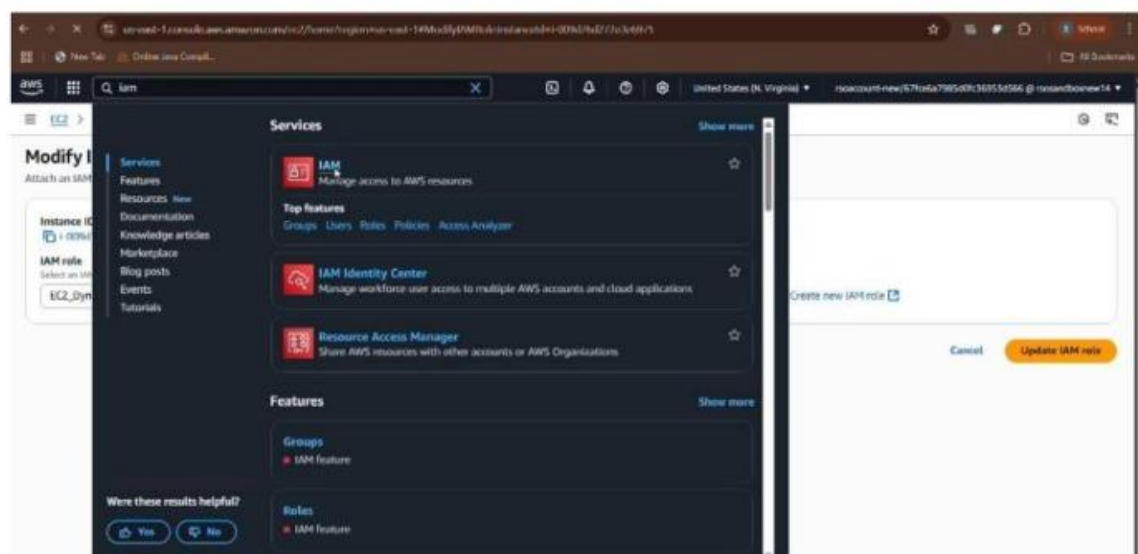 New Tab
Online Java Compil...
School
All Bookmarks
aws
iam
United States (N. Virginia)
EC2 >
Services
Show more
Modify I
Attach an IAM
Services
Features
Resources New
Documentation
Knowledge articles
Marketplace
Blog posts
Events
Tutorials
IAM
Manage access to AWS resources
Top features
Groups Users Roles Policies Access Analyzer
IAM Identity Center
Manage workforce user access to multiple AWS accounts and cloud applications
Resource Access Manager
Share AWS resources with other accounts or AWS Organizations
Instance ID
IAM role
Select an IAM
EC2_Dyn
Create new IAM role
Cancel
Update IAM role
Features
Show more
Groups
IAM feature
Roles
IAM feature
Were these results helpful?
Yes
No